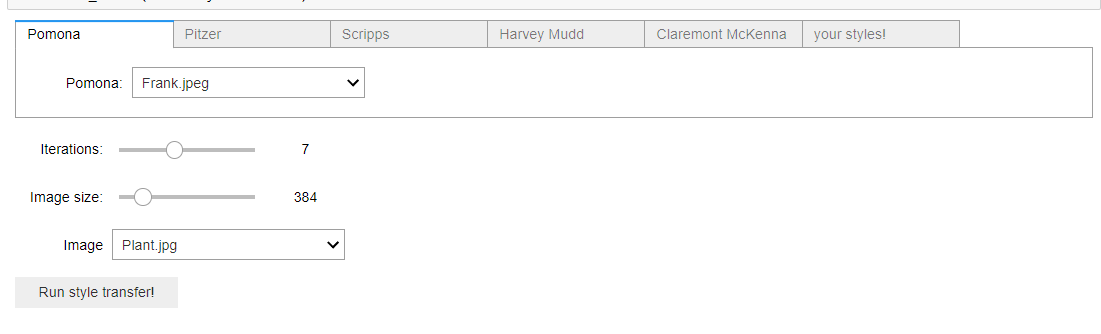 Pomona Pitzer Scripps Harvey Mudd Claremont McKenna your styles!
Pomona: Frank.jpeg
Iterations: 7
Image size: 384
Image Plant.jpg
Run style transfer!